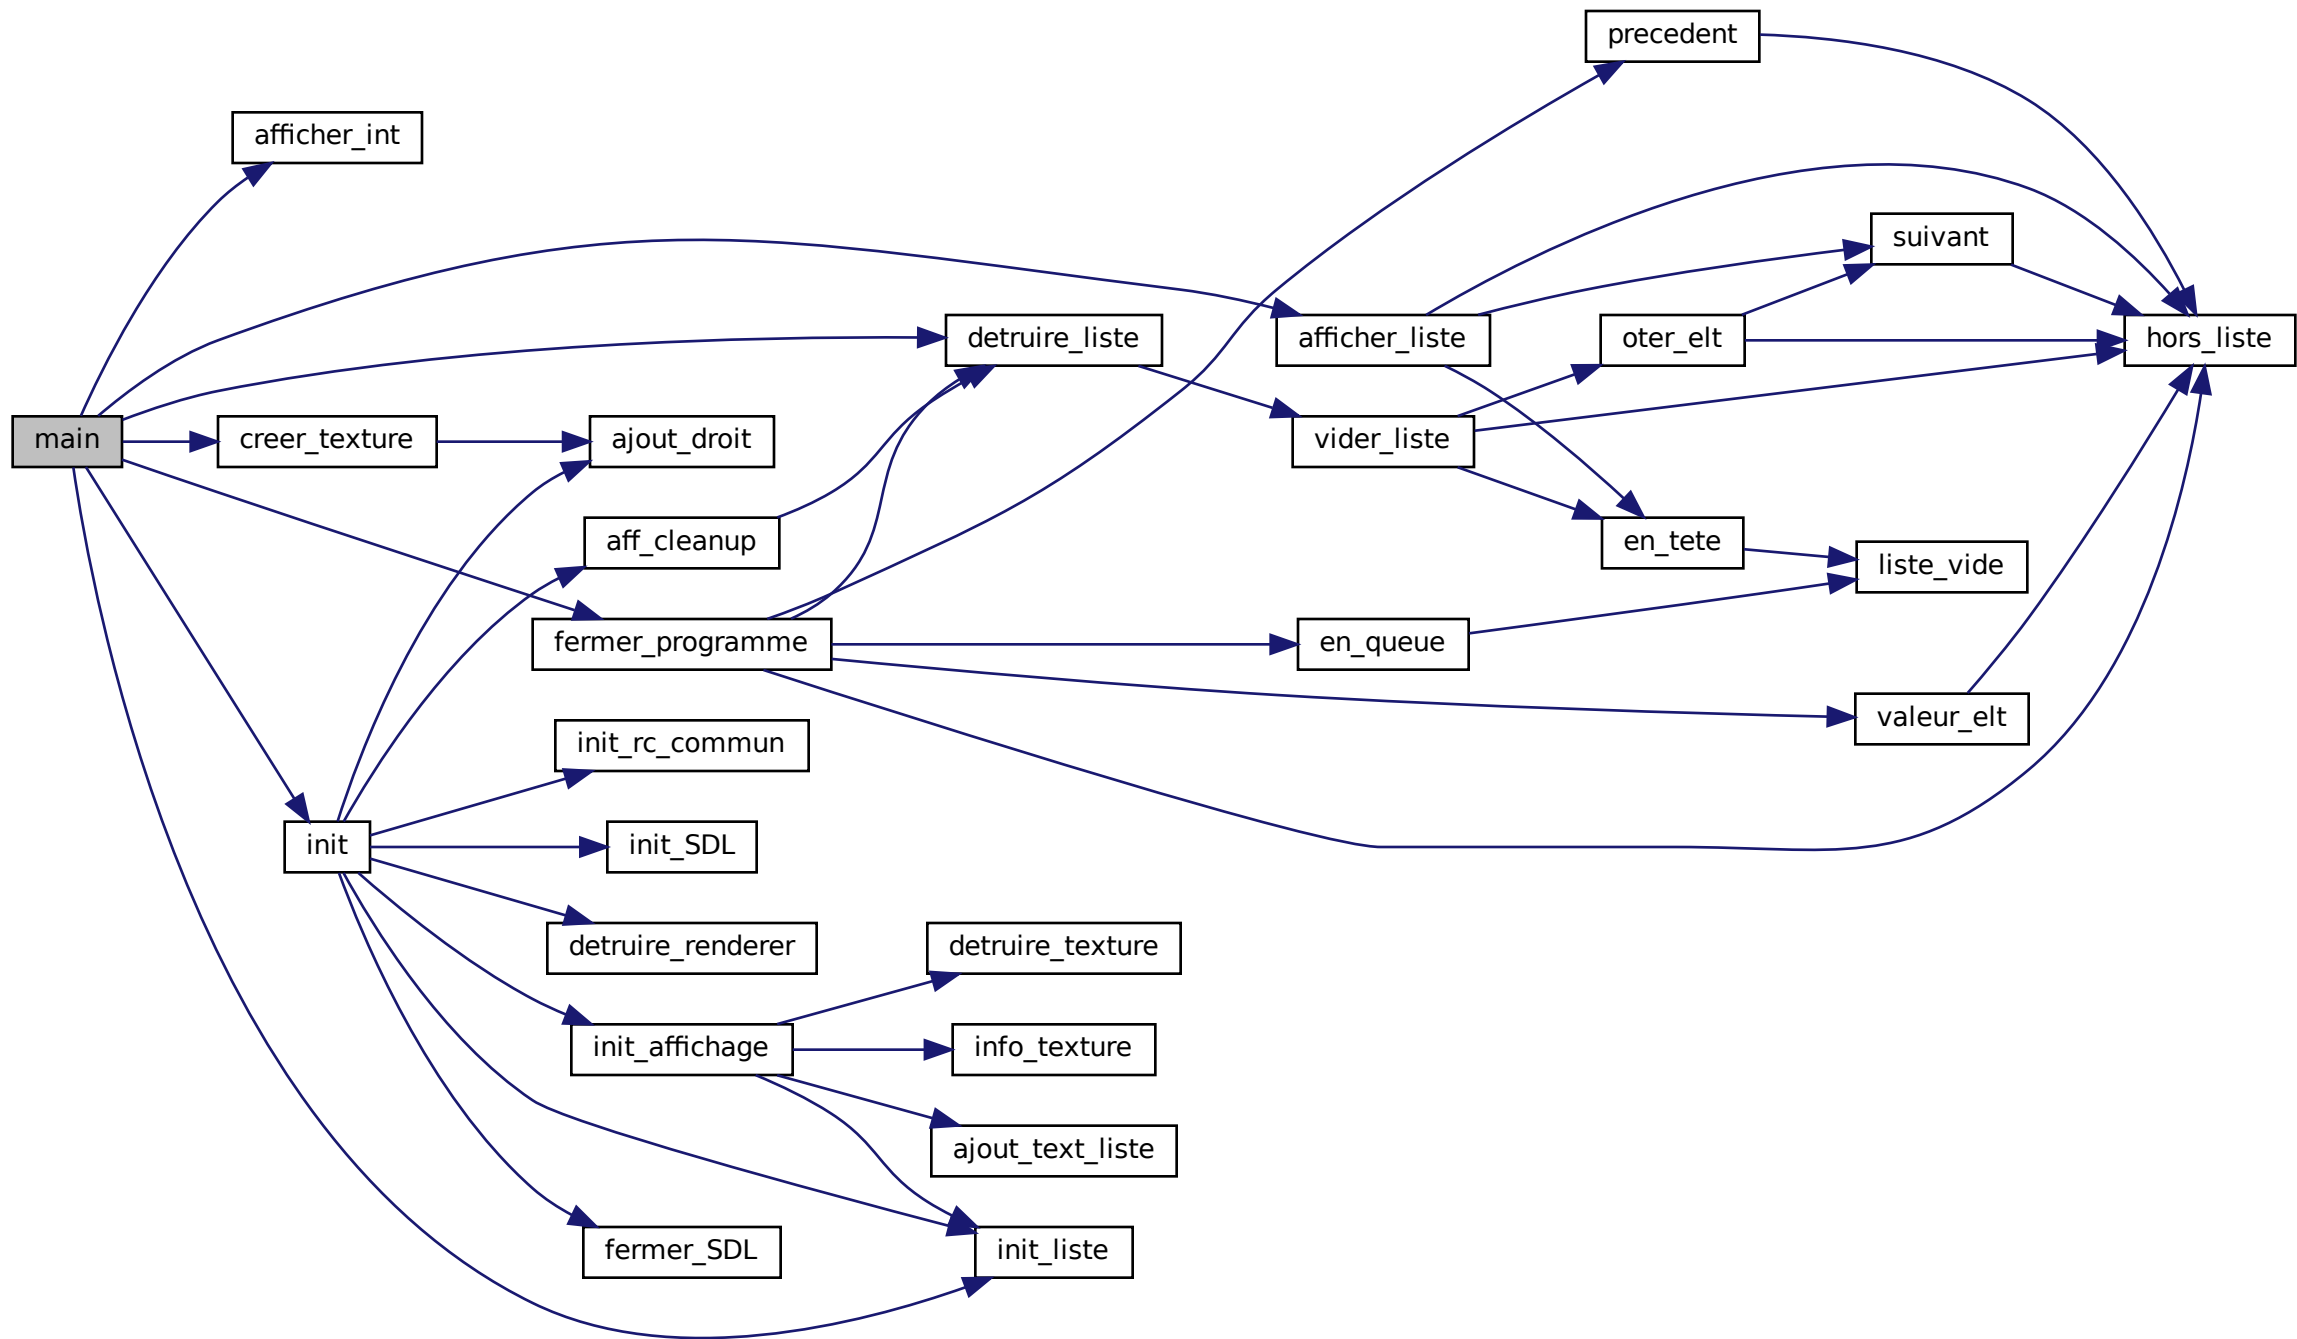 precedent
afficher_int
suivant
detruire_liste
afficher_liste
oter_elt
hors_liste
main
creer_texture
ajout_droit
vider_liste
aff_cleanup
en_tete
liste_vide
fermer_programme
en_queue
valeur_elt
init_rc_commun
init
init_SDL
detruire_renderer
detruire_texture
init_affichage
info_texture
ajout_text_liste
fermer_SDL
init_liste